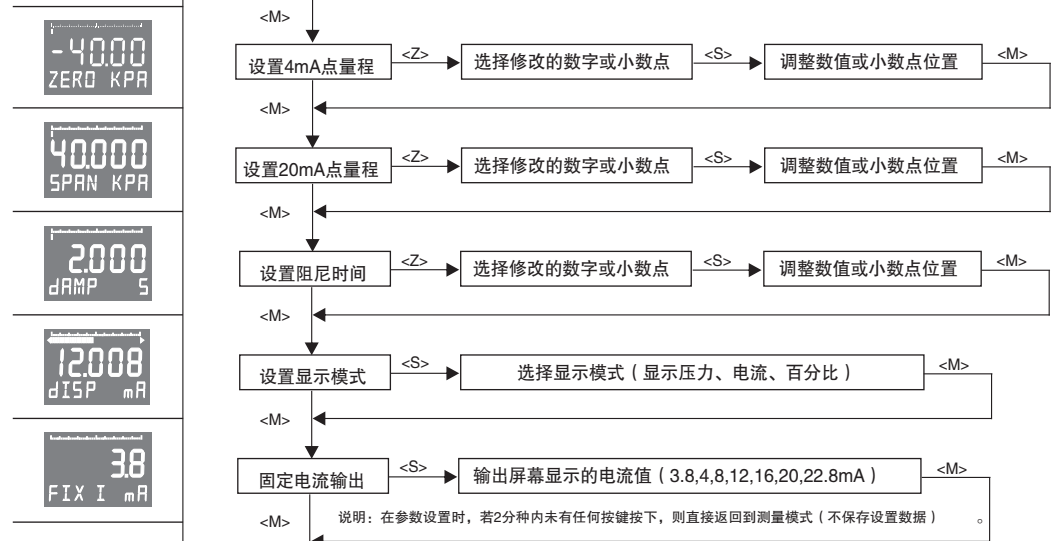 <M>
-40.00
ZERO KPA
设置4mA点量程
<Z>
选择修改的数字或小数点
<S>
调整数值或小数点位置
<M>
<M>
40.000
SPAN KPA
设置20mA点量程
<Z>
选择修改的数字或小数点
<S>
调整数值或小数点位置
<M>
<M>
2.000
dAMP S
设置阻尼时间
<Z>
选择修改的数字或小数点
<S>
调整数值或小数点位置
<M>
<M>
12.008
dISP mA
设置显示模式
<S>
选择显示模式（显示压力、电流、百分比）
<M>
<M>
3.8
FIX I mA
固定电流输出
<S>
输出屏幕显示的电流值（3.8,4,8,12,16,20,22.8mA）
<M>
<M>
说明：在参数设置时，若2分种内未有任何按键按下，则直接返回到测量模式（不保存设置数据） 。